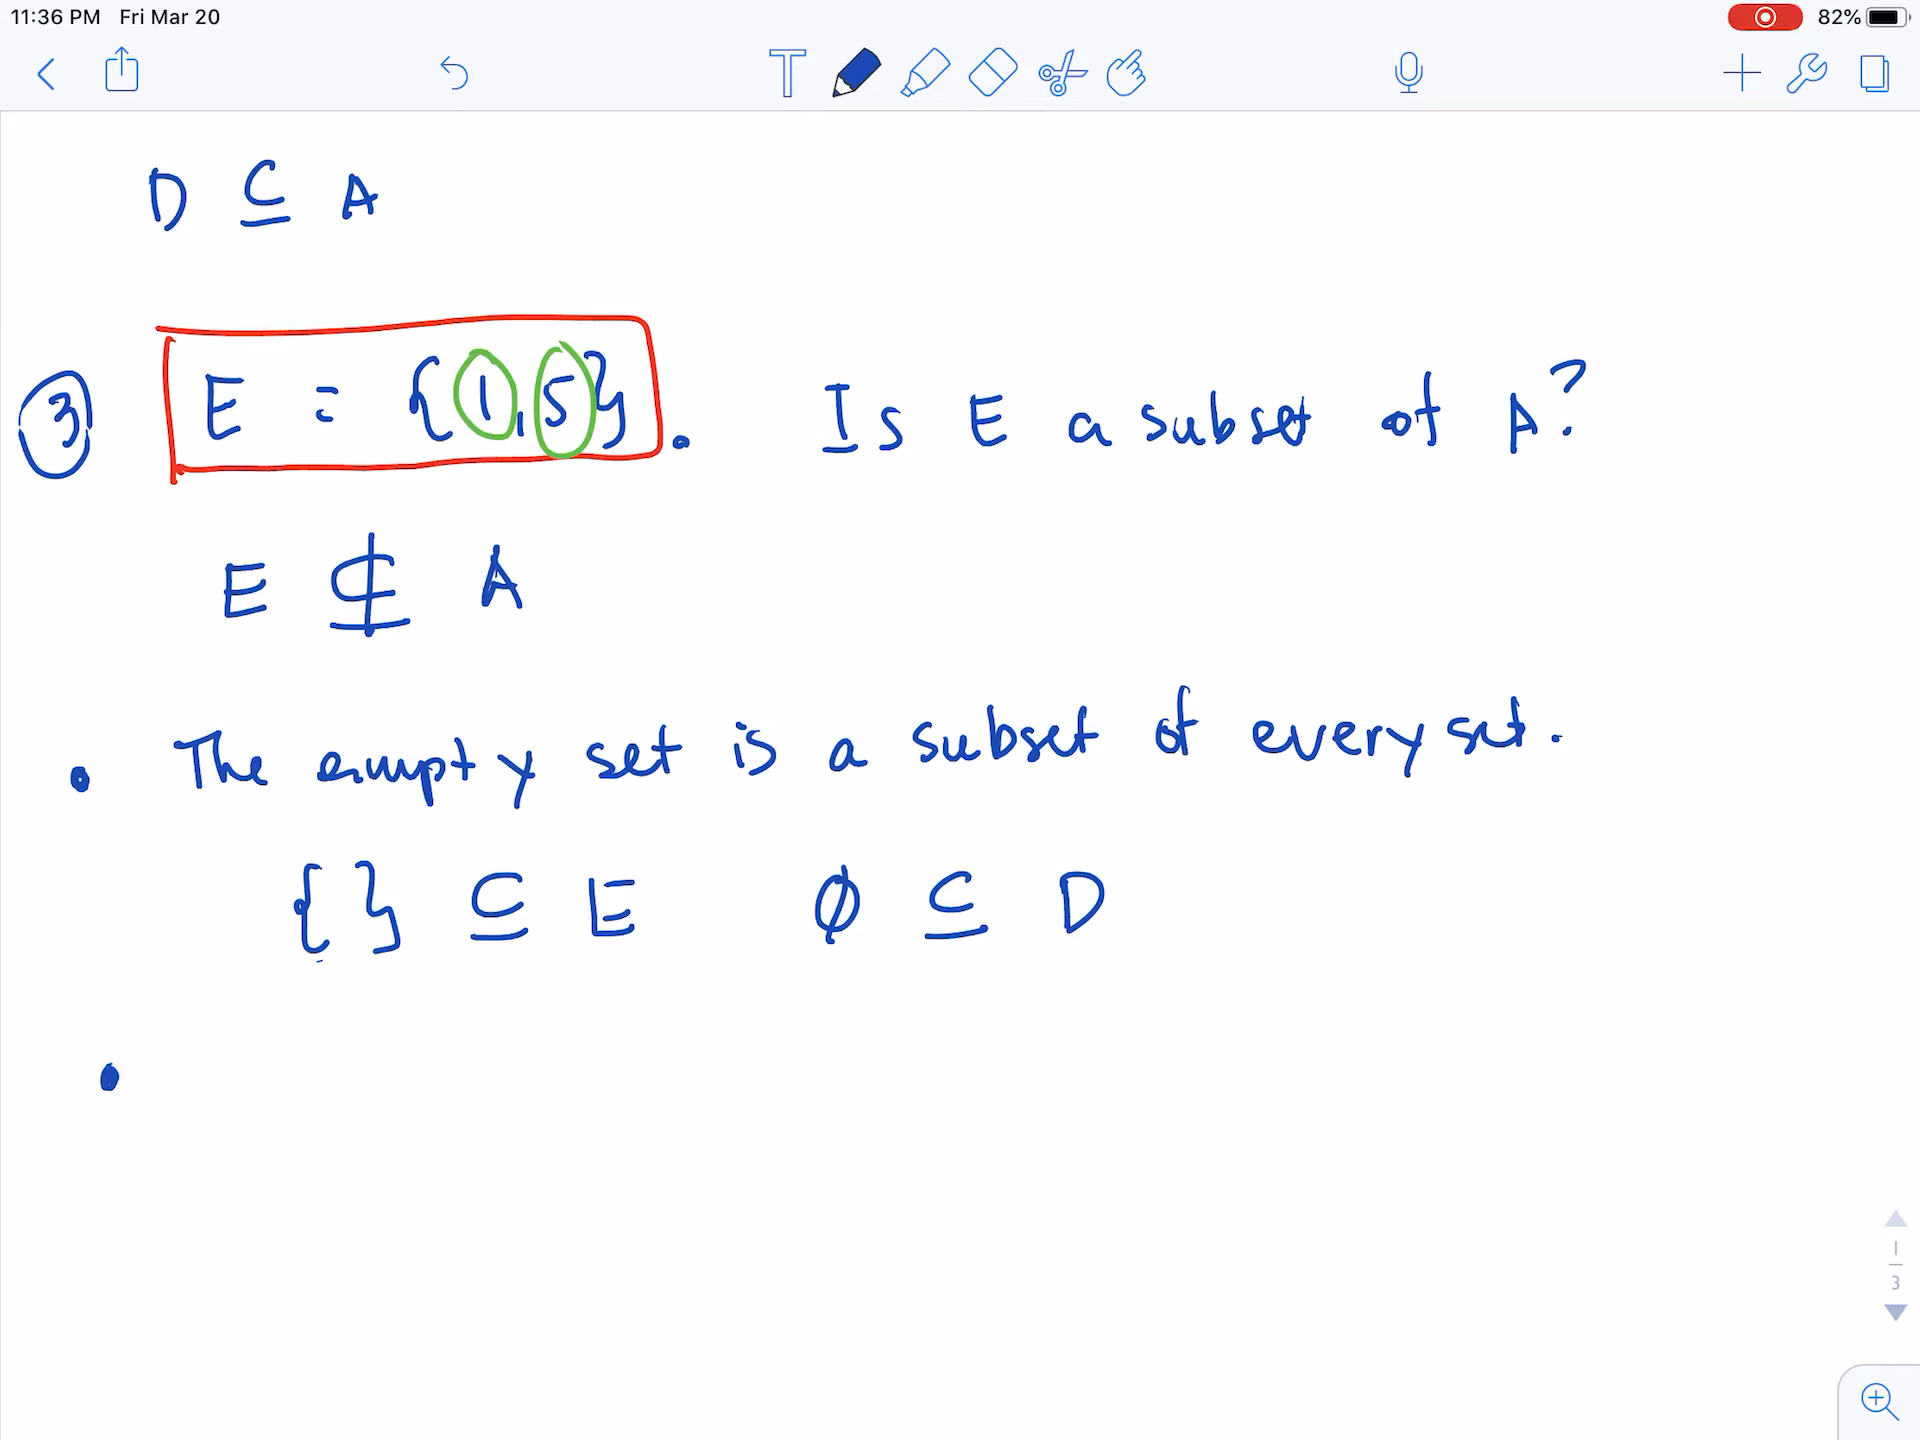 11:36 PM Fri Mar 20 82%
T
D ⊆ A
3 E = {1,5}. Is E a subset of A?
E ⊈ A
• The empty set is a subset of every set.
{ } ⊆ E ∅ ⊆ D
•
1
3